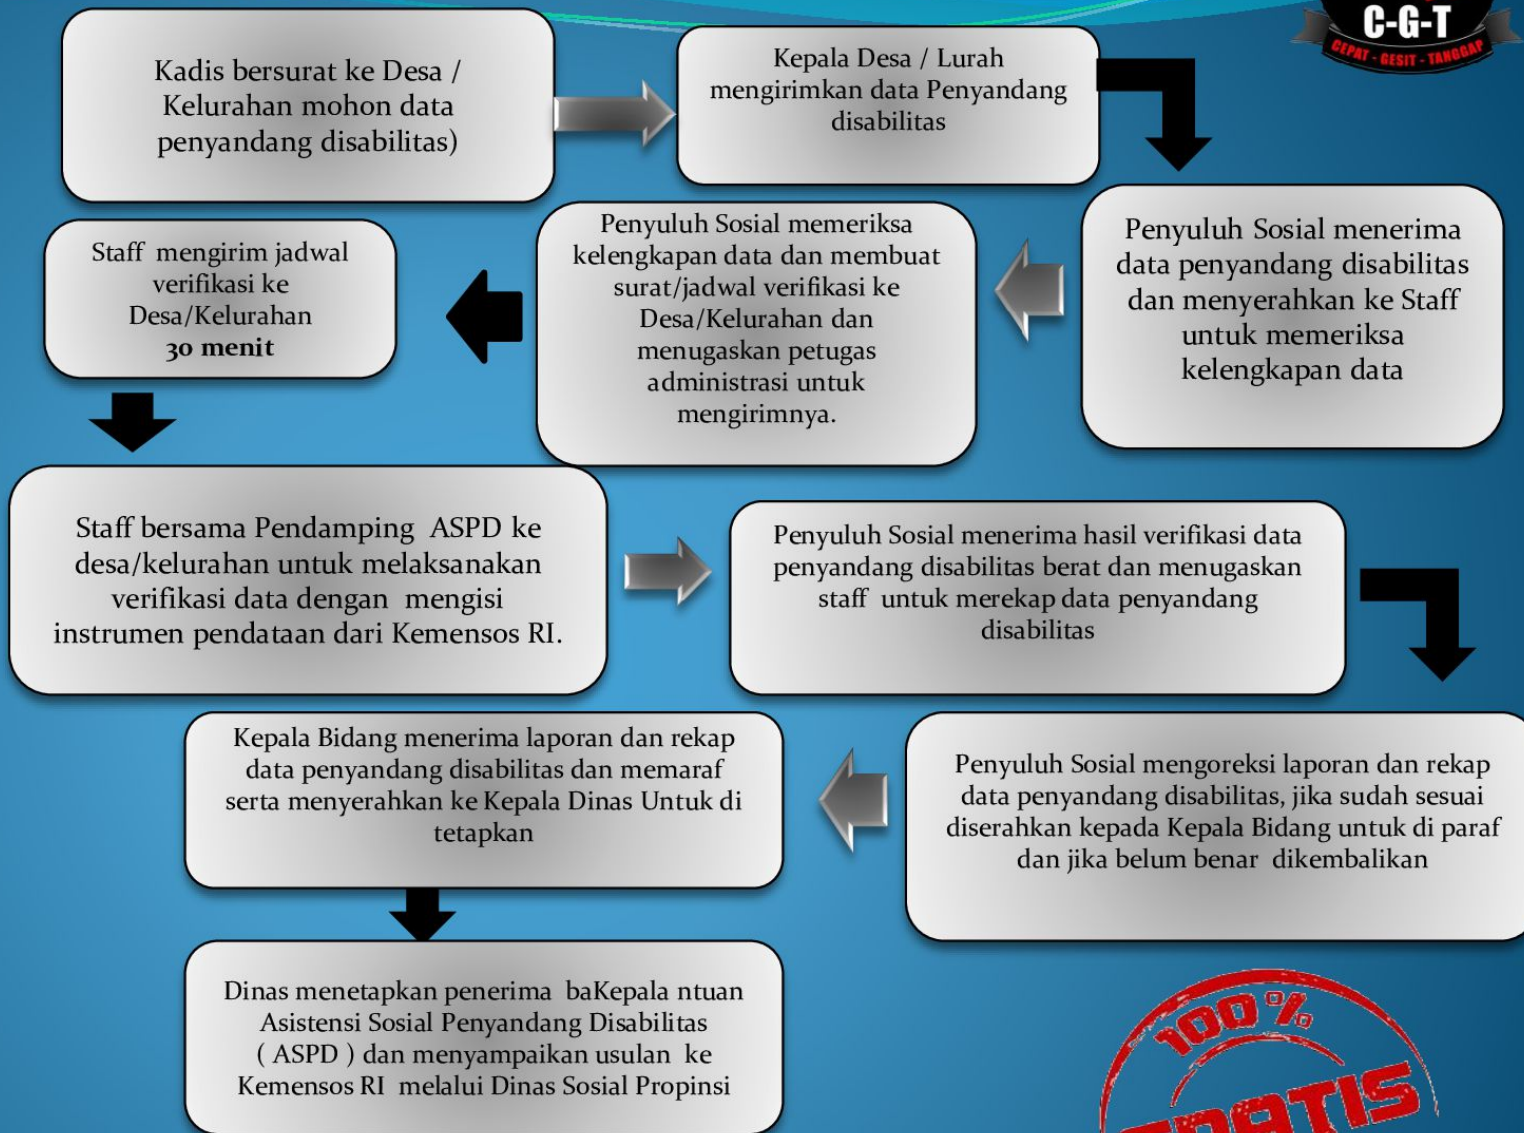 C-G-T
CEPAT - GESIT - TANGGAP
Kadis bersurat ke Desa /
Kelurahan mohon data
penyandang disabilitas)
Kepala Desa / Lurah
mengirimkan data Penyandang
disabilitas
Penyuluh Sosial menerima
data penyandang disabilitas
dan menyerahkan ke Staff
untuk memeriksa
kelengkapan data
Penyuluh Sosial memeriksa
kelengkapan data dan membuat
surat/jadwal verifikasi ke
Desa/Kelurahan dan
menugaskan petugas
administrasi untuk
mengirimnya.
Staff mengirim jadwal
verifikasi ke
Desa/Kelurahan
30 menit
Staff bersama Pendamping ASPD ke
desa/kelurahan untuk melaksanakan
verifikasi data dengan mengisi
instrumen pendataan dari Kemensos RI.
Penyuluh Sosial menerima hasil verifikasi data
penyandang disabilitas berat dan menugaskan
staff untuk merekap data penyandang
disabilitas
Penyuluh Sosial mengoreksi laporan dan rekap
data penyandang disabilitas, jika sudah sesuai
diserahkan kepada Kepala Bidang untuk di paraf
dan jika belum benar dikembalikan
Kepala Bidang menerima laporan dan rekap
data penyandang disabilitas dan memaraf
serta menyerahkan ke Kepala Dinas Untuk di
tetapkan
Dinas menetapkan penerima baKepala ntuan
Asistensi Sosial Penyandang Disabilitas
( ASPD ) dan menyampaikan usulan ke
Kemensos RI melalui Dinas Sosial Propinsi
100%
GRATIS